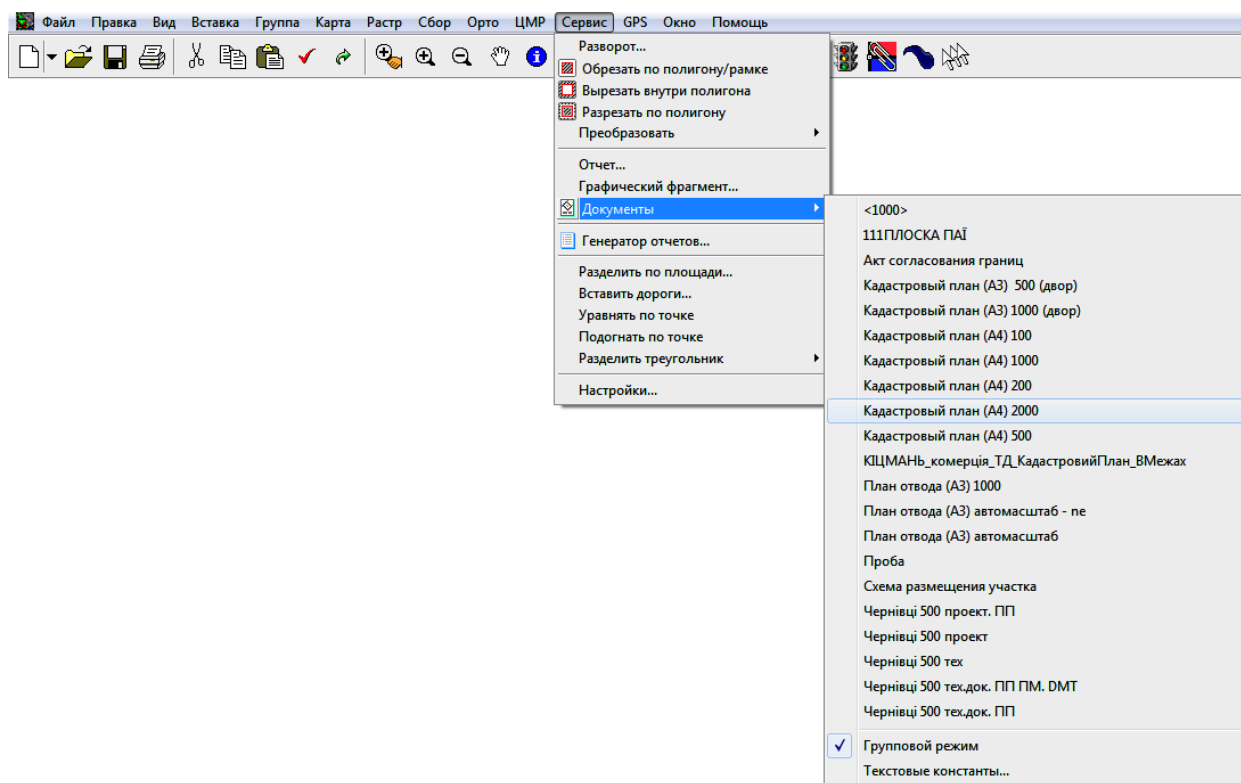 Файл Правка Вид Вставка Группа Карта Растр Сбор Орто ЦМР Сервис GPS Окно Помощь
Разворот...
Обрезать по полигону/рамке
Вырезать внутри полигона
Разрезать по полигону
Преобразовать
Отчет...
Графический фрагмент...
Документы
Генератор отчетов...
Разделить по площади...
Вставить дороги...
Уравнять по точке
Подогнать по точке
Разделить треугольник
Настройки...
<1000>
111ПЛОСКА ПАЇ
Акт согласования границ
Кадастровый план (А3)  500 (двор)
Кадастровый план (А3) 1000 (двор)
Кадастровый план (А4) 100
Кадастровый план (А4) 1000
Кадастровый план (А4) 200
Кадастровый план (А4) 2000
Кадастровый план (А4) 500
КІЦМАНЬ_комерція_ТД_КадастровийПлан_ВМежах
План отвода (А3) 1000
План отвода (А3) автомасштаб - пе
План отвода (А3) автомасштаб
Проба
Схема размещения участка
Чернівці 500 проект. ПП
Чернівці 500 проект
Чернівці 500 тех
Чернівці 500 тех.док. ПП ПМ. DMT
Чернівці 500 тех.док. ПП
Групповой режим
Текстовые константы...